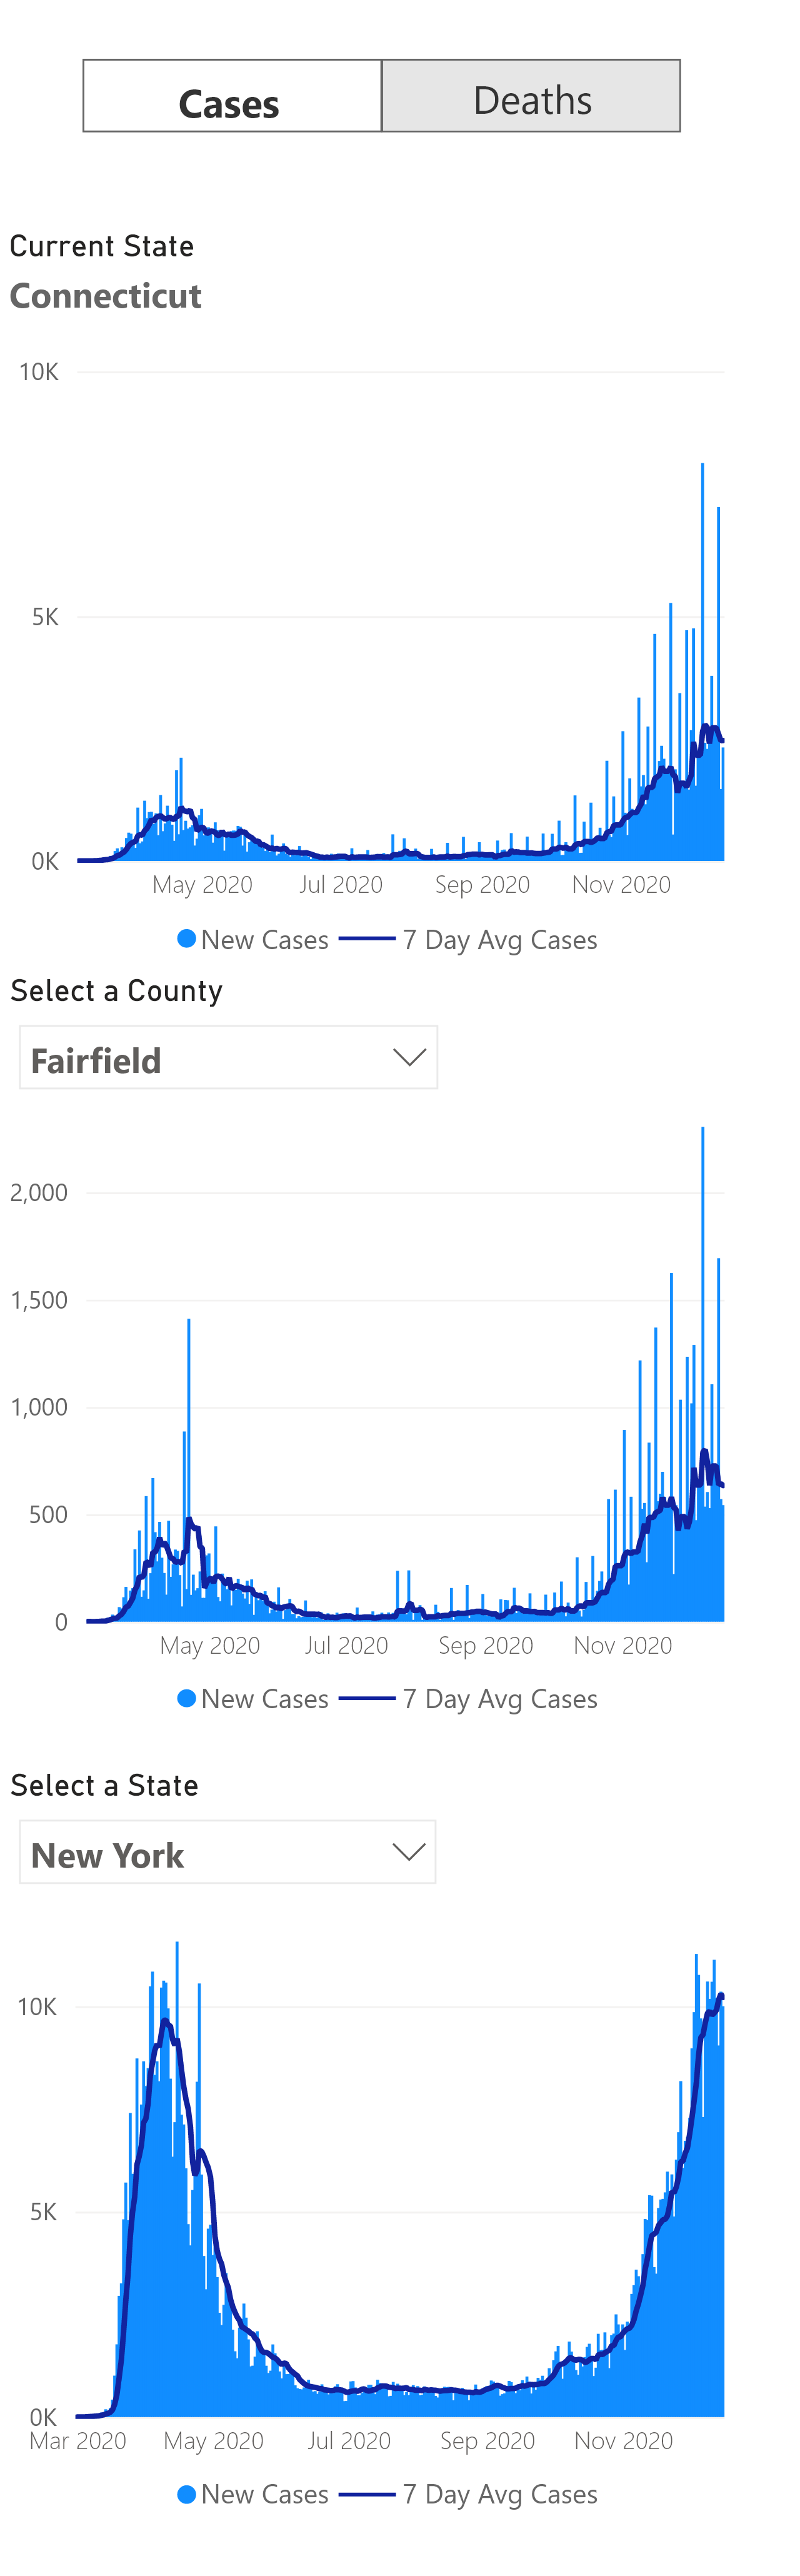 Cases Deaths
Current State
Connecticut
10K
5K
0K
May 2020 Jul 2020 Sep 2020 Nov 2020
New Cases 7 Day Avg Cases
Select a County
Fairfield
2,000
1,500
1,000
500
0
May 2020 Jul 2020 Sep 2020 Nov 2020
New Cases 7 Day Avg Cases
Select a State
New York
10K
5K
0K
Mar 2020 May 2020 Jul 2020 Sep 2020 Nov 2020
New Cases 7 Day Avg Cases